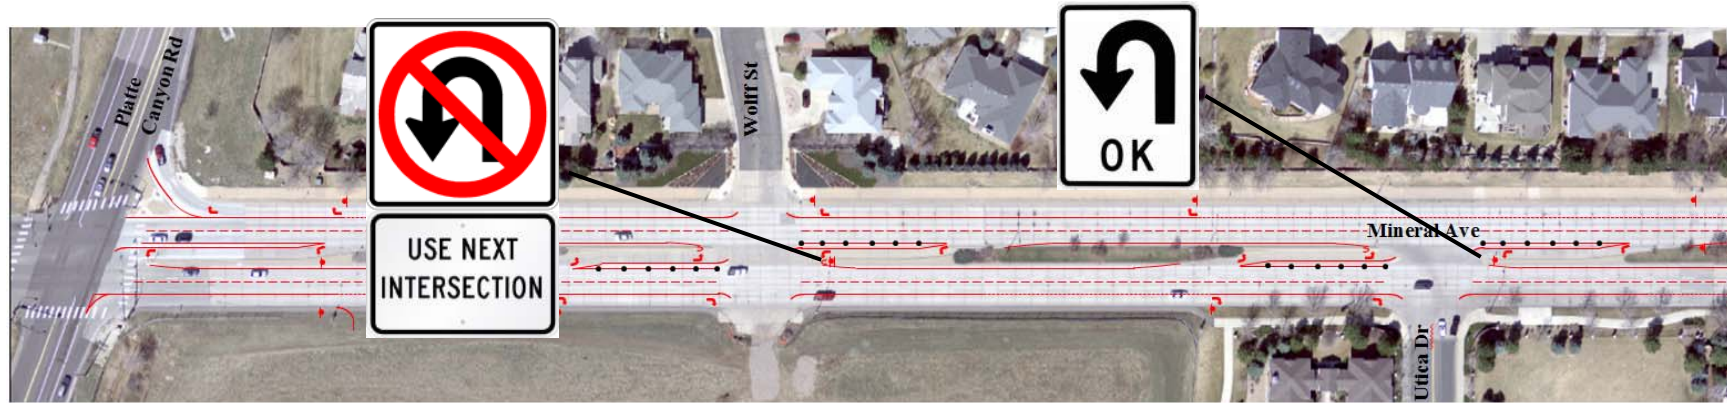 Platte
Canyon Rd
USE NEXT
INTERSECTION
Wolff St
OK
Mineral Ave
Utica Dr